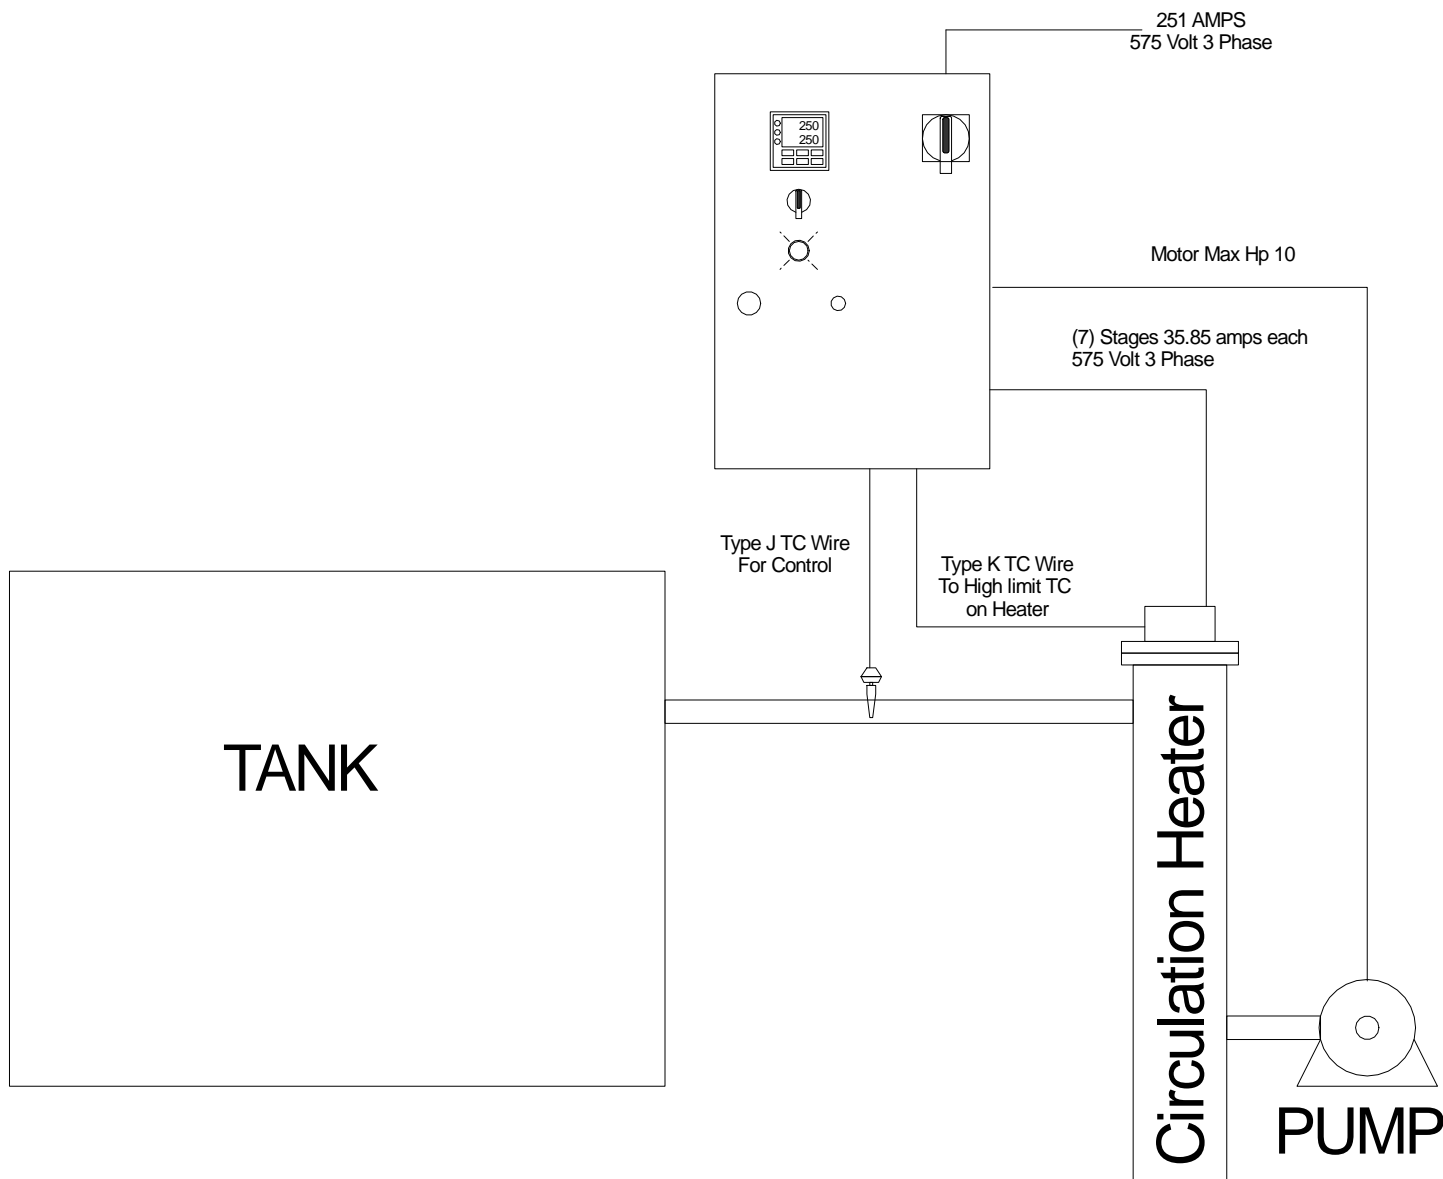 251 AMPS
575 Volt 3 Phase
250
250
Motor Max Hp 10
(7) Stages 35.85 amps each
575 Volt 3 Phase
Type J TC Wire
For Control
Type K TC Wire
To High limit TC
on Heater
TANK
Circulation Heater
PUMP